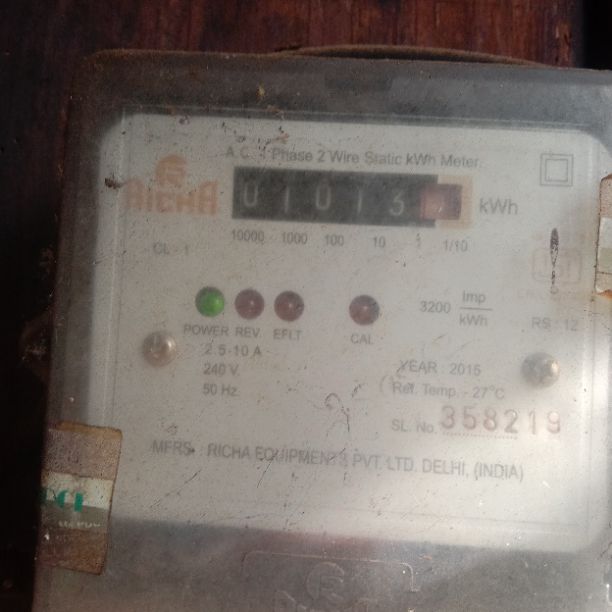 A.C. 1 Phase 2 Wire Static kWh Meter
RICHA
0 1 0 1 3
kWh
10000 1000 100 10 1 1/10
CL - 1
3200 Imp
kWh
POWER REV. EFLT
CAL
RS : 12
2.5-10 A
240 V.
50 Hz.
YEAR : 2015
Ref. Temp. - 27°C
SL. No. 358219
MFRS. : RICHA EQUIPMENTS PVT. LTD. DELHI, (INDIA)